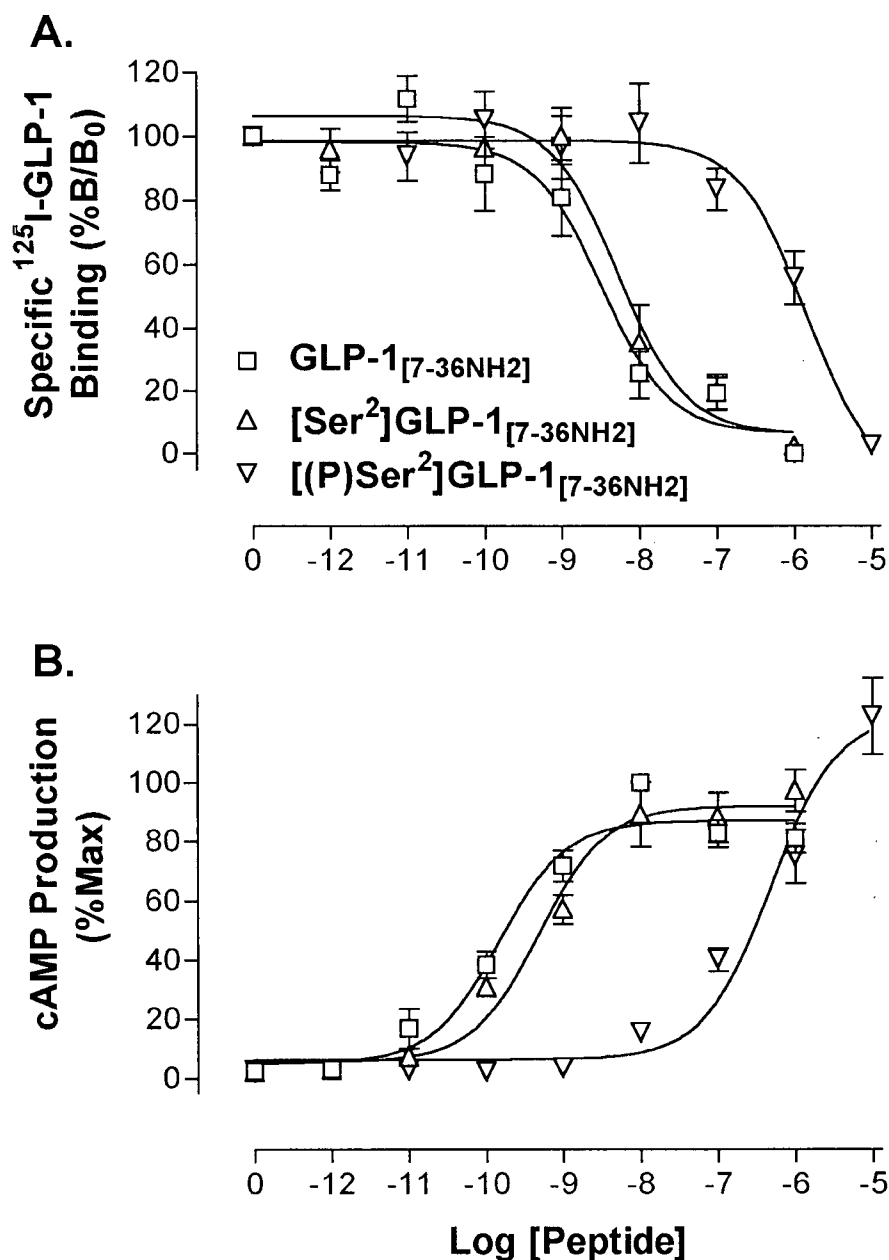 A.
Specific ¹²⁵I-GLP-1
Binding (%B/B₀)
120
100
80
60
40
20
0
GLP-1[7-36NH2]
[Ser²]GLP-1[7-36NH2]
[(P)Ser²]GLP-1[7-36NH2]
0 -12 -11 -10 -9 -8 -7 -6 -5
B.
cAMP Production
(%Max)
120
100
80
60
40
20
0
0 -12 -11 -10 -9 -8 -7 -6 -5
Log [Peptide]